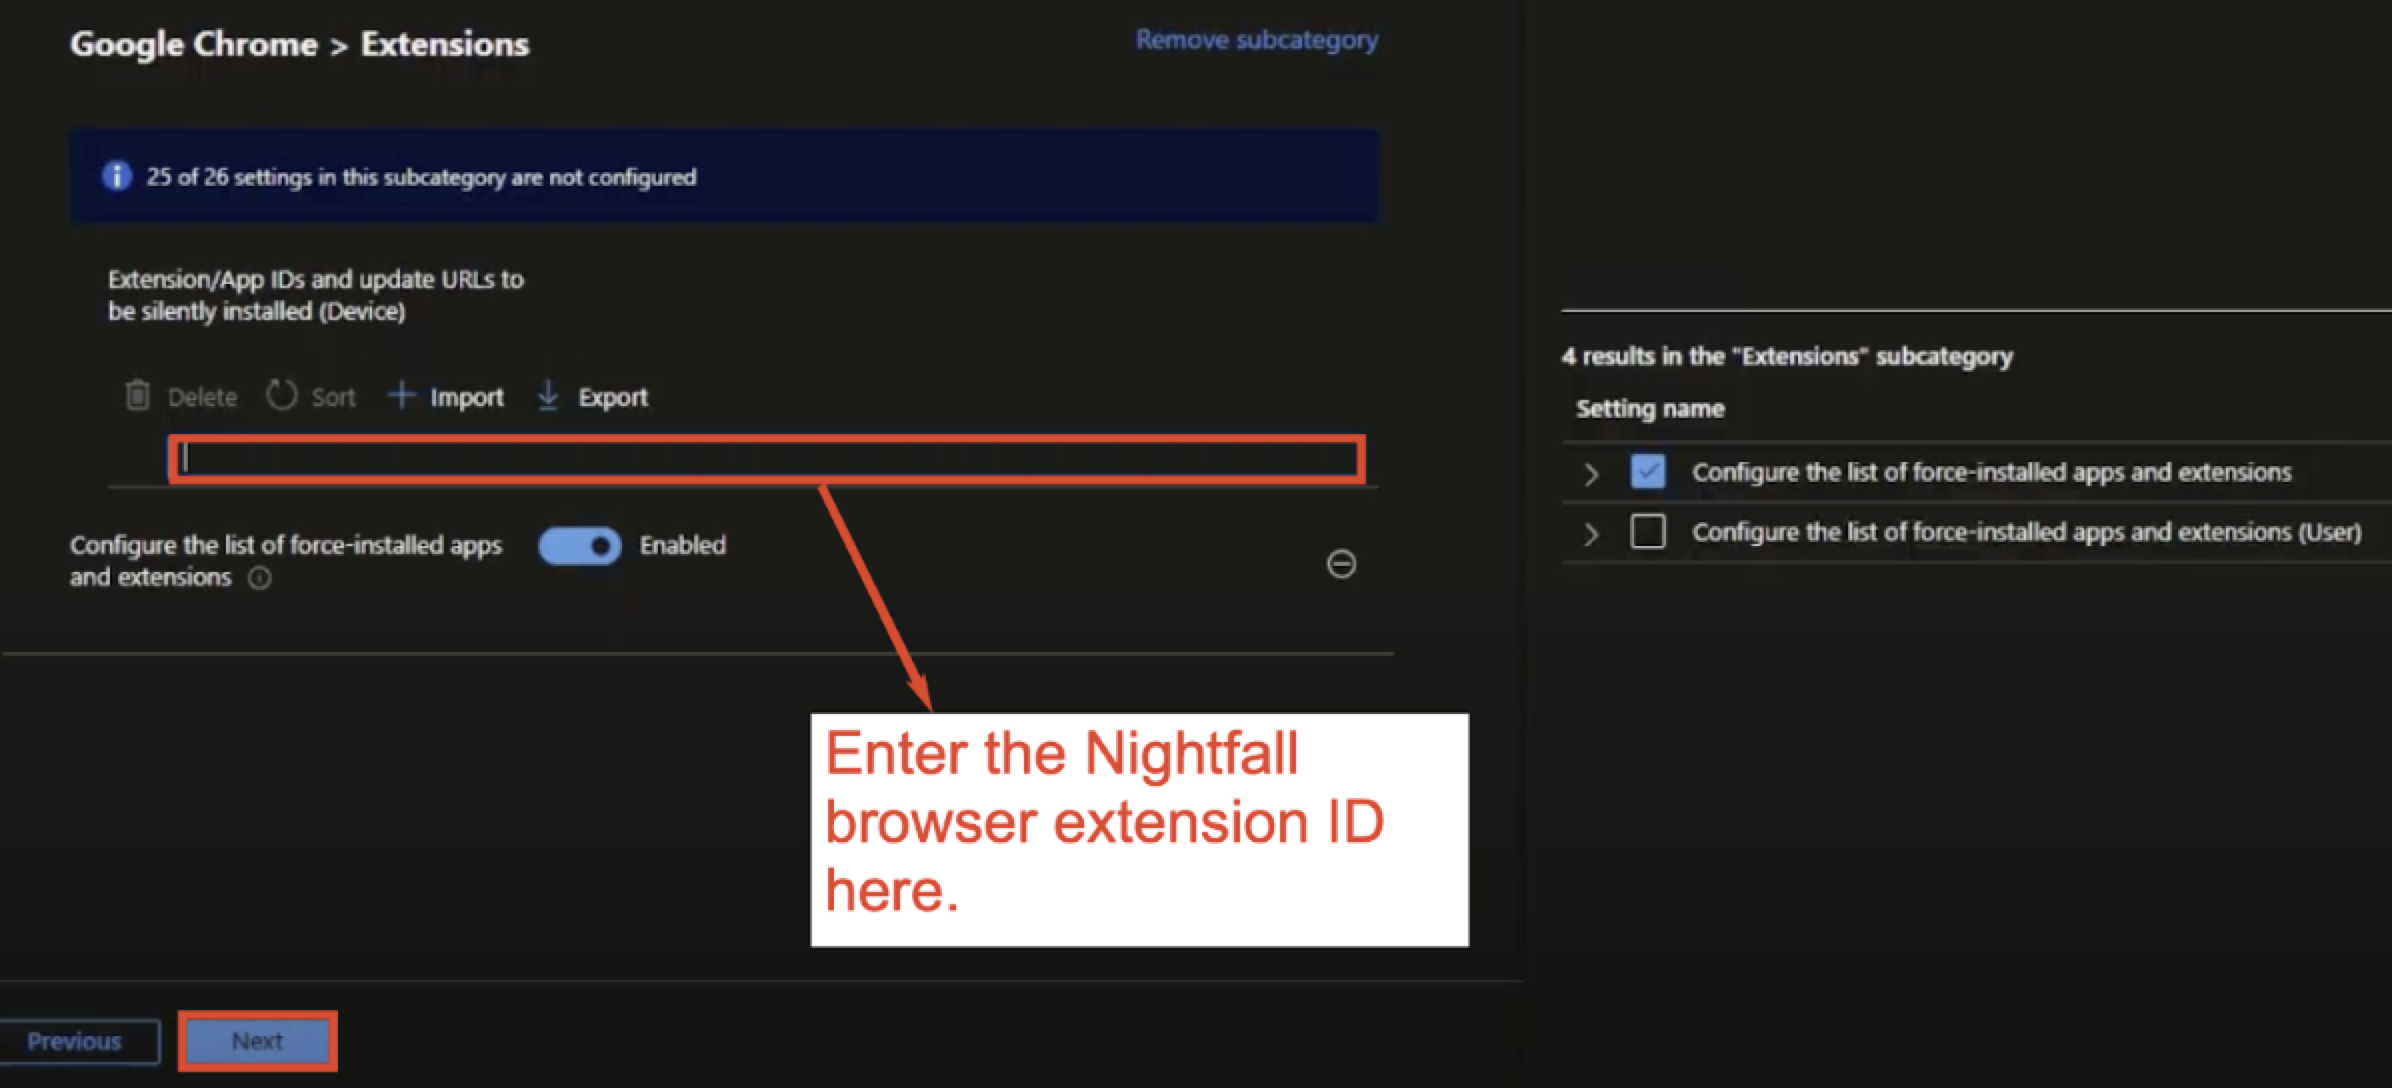 Google Chrome > Extensions
Remove subcategory
25 of 26 settings in this subcategory are not configured
Extension/App IDs and update URLs to
be silently installed (Device)
Delete Sort Import Export
Configure the list of force-installed apps
and extensions
Enabled
Enter the Nightfall
browser extension ID
here.
Previous Next
4 results in the "Extensions" subcategory
Setting name
Configure the list of force-installed apps and extensions
Configure the list of force-installed apps and extensions (User)